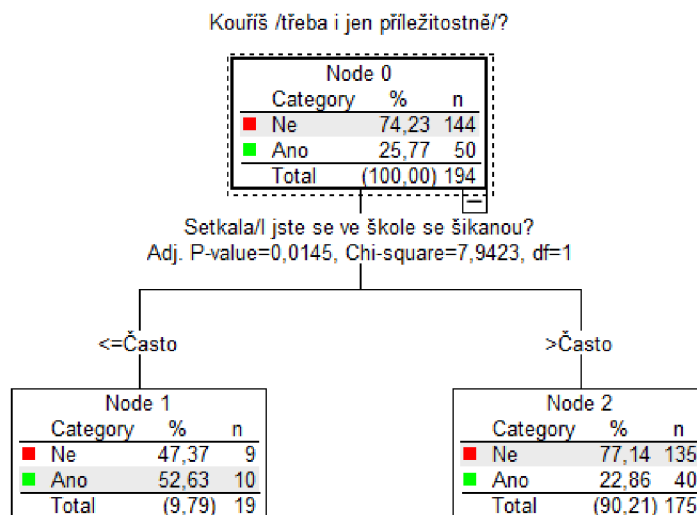 Kouříš /třeba i jen příležitostně/?
Node 0
Category % n
Ne 74,23 144
Ano 25,77 50
Total (100,00) 194
Setkala/l jste se ve škole se šikanou?
Adj. P-value=0,0145, Chi-square=7,9423, df=1
<=Často
>Často
Node 1
Category % n
Ne 47,37 9
Ano 52,63 10
Total (9,79) 19
Node 2
Category % n
Ne 77,14 135
Ano 22,86 40
Total (90,21) 175